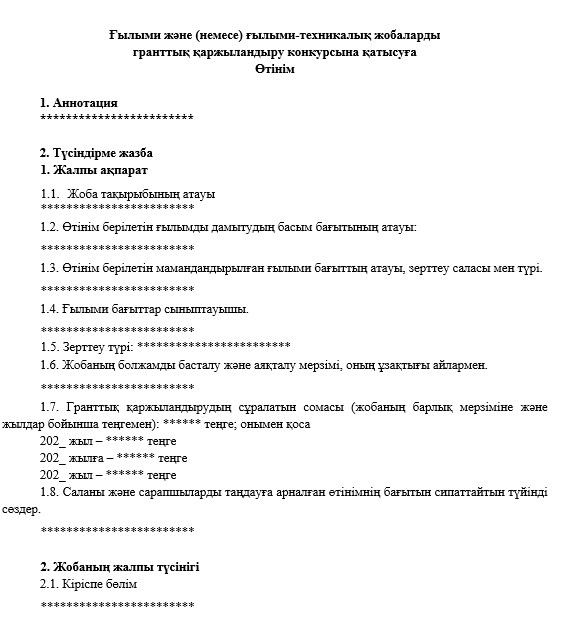 Ғылыми және (немесе) ғылыми-техникалық жобаларды
гранттық қаржыландыру конкурсына қатысуға
Өтінім
1. Аннотация
************************
2. Түсіндірме жазба
1. Жалпы ақпарат
1.1. Жоба тақырыбының атауы
************************
1.2. Өтінім берілетін ғылымды дамытудың басым бағытының атауы:
************************
1.3. Өтінім берілетін мамандандырылған ғылыми бағыттың атауы, зерттеу саласы мен түрі.
************************
1.4. Ғылыми бағыттар сыныптауышы.
************************
1.5. Зерттеу түрі: ************************
1.6. Жобаның болжамды басталу және аяқталу мерзімі, оның ұзақтығы айлармен.
************************
1.7. Гранттық қаржыландырудың сұралатын сомасы (жобаның барлық мерзіміне және
жылдар бойынша теңгемен): ****** теңге; онымен қоса
202_ жыл – ****** теңге
202_ жылға – ****** теңге
202_ жыл – ****** теңге
1.8. Саланы және сарапшыларды таңдауға арналған өтінімнің бағытын сипаттайтын түйінді
сөздер.
************************
2. Жобаның жалпы түсінігі
2.1. Кіріспе бөлім
************************